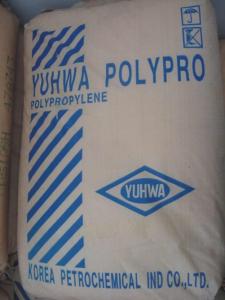 YUHWA POLYPRO
POLYPROPYLENE
YUHWA
KOREA PETROCHEMICAL IND CO.,LTD.